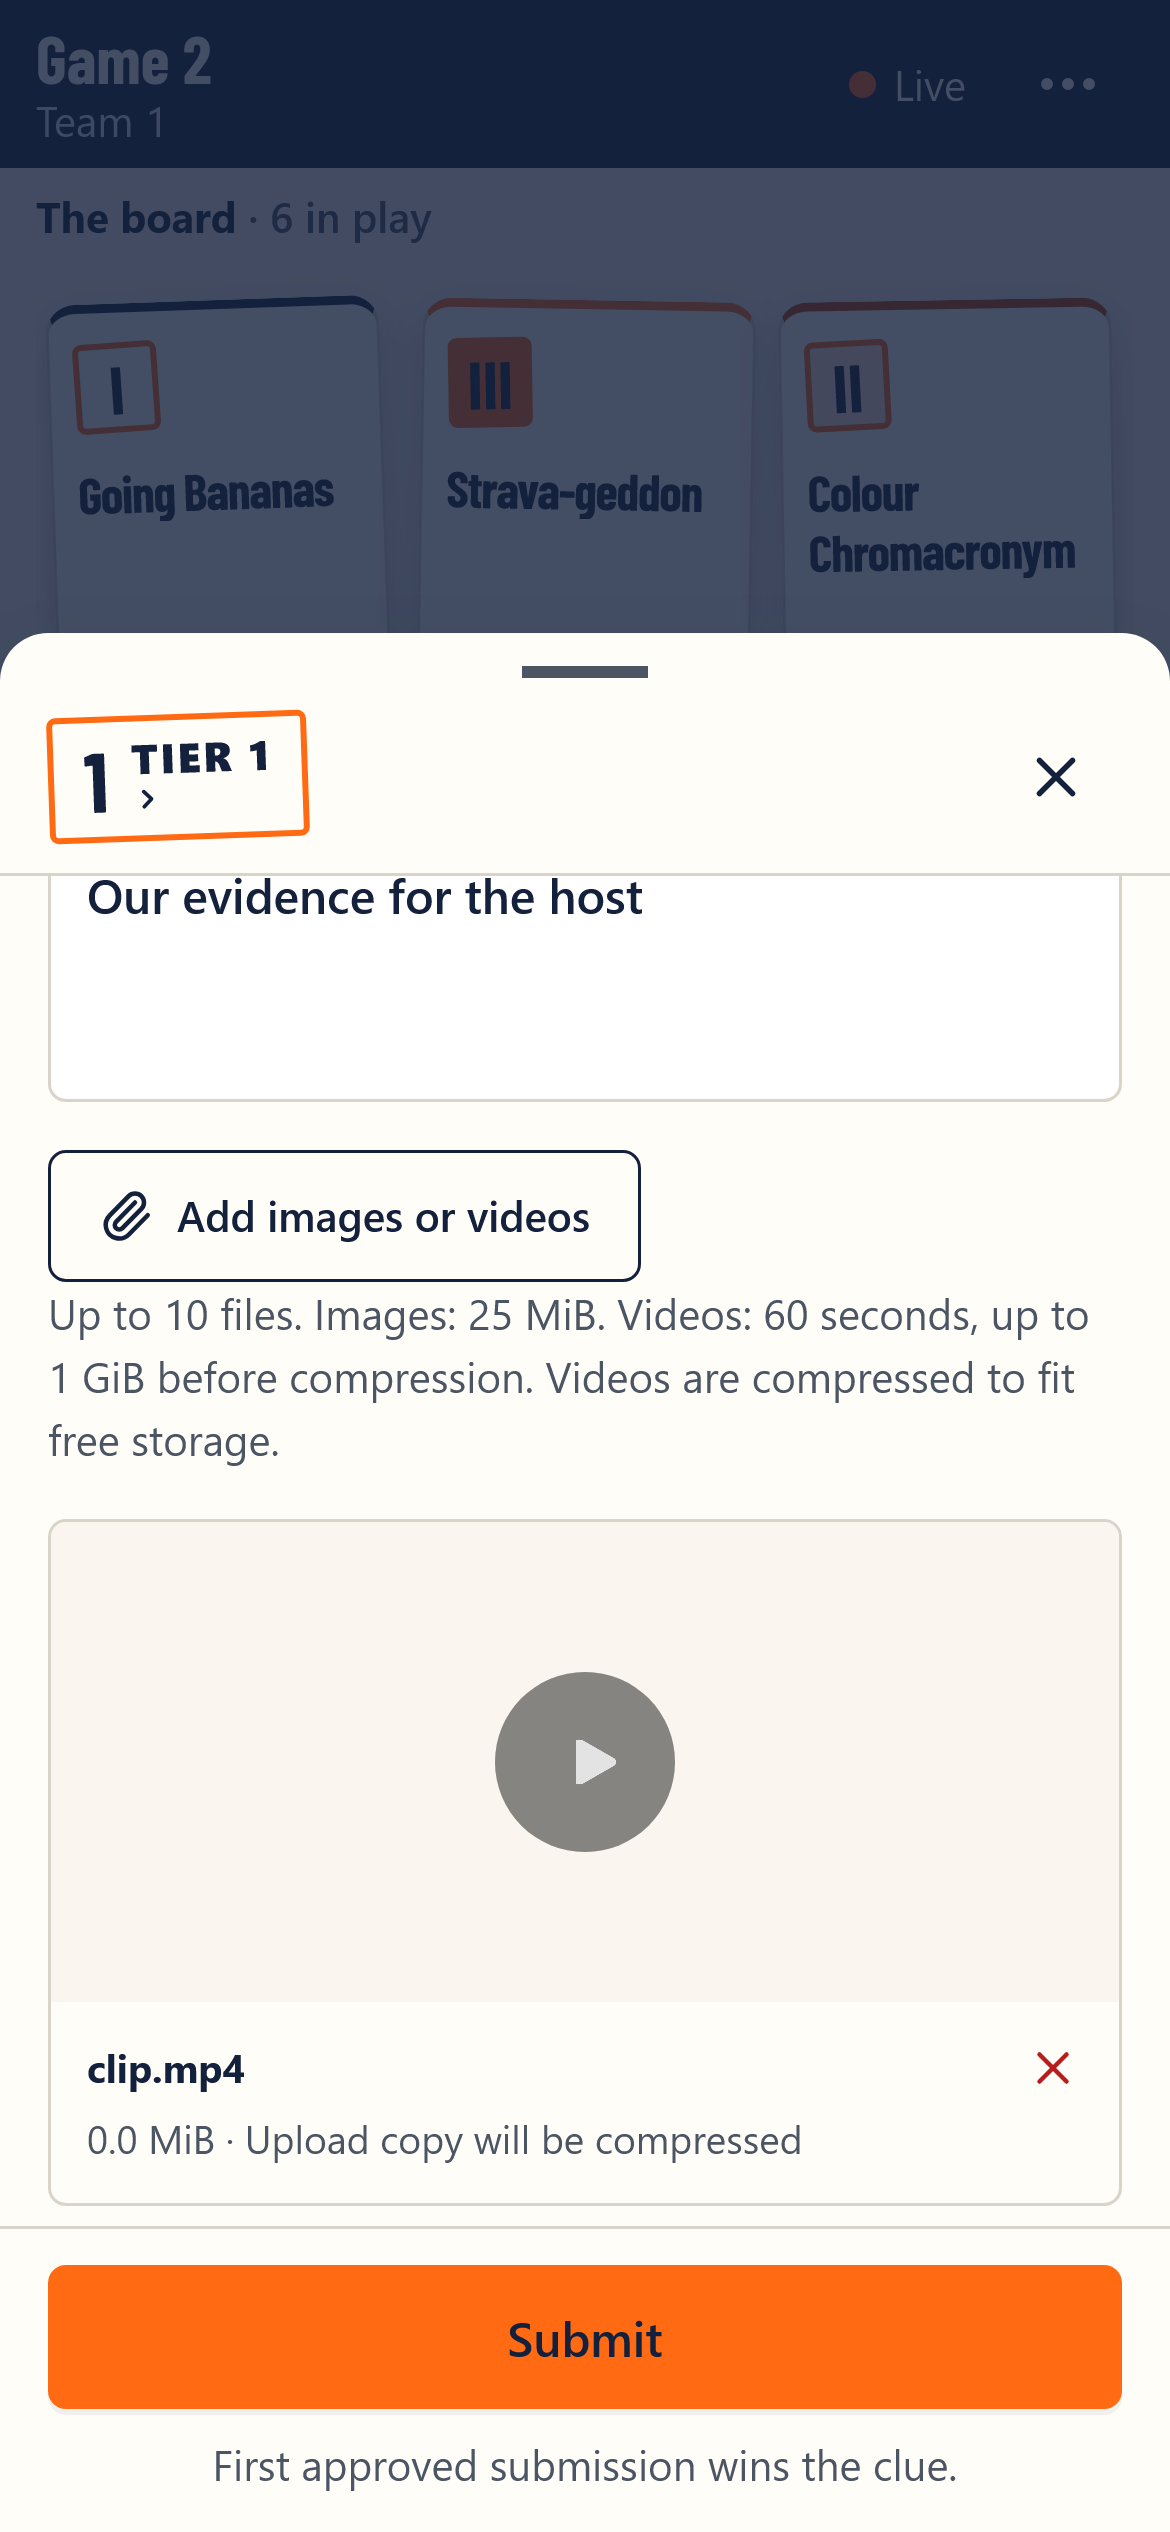 Game 2
Team 1
Live
The board · 6 in play
I
III
II
Going Bananas
Strava-geddon
Colour
Chromacronym
1 TIER 1
Our evidence for the host
Add images or videos
Up to 10 files. Images: 25 MiB. Videos: 60 seconds, up to
1 GiB before compression. Videos are compressed to fit
free storage.
clip.mp4
0.0 MiB · Upload copy will be compressed
Submit
First approved submission wins the clue.